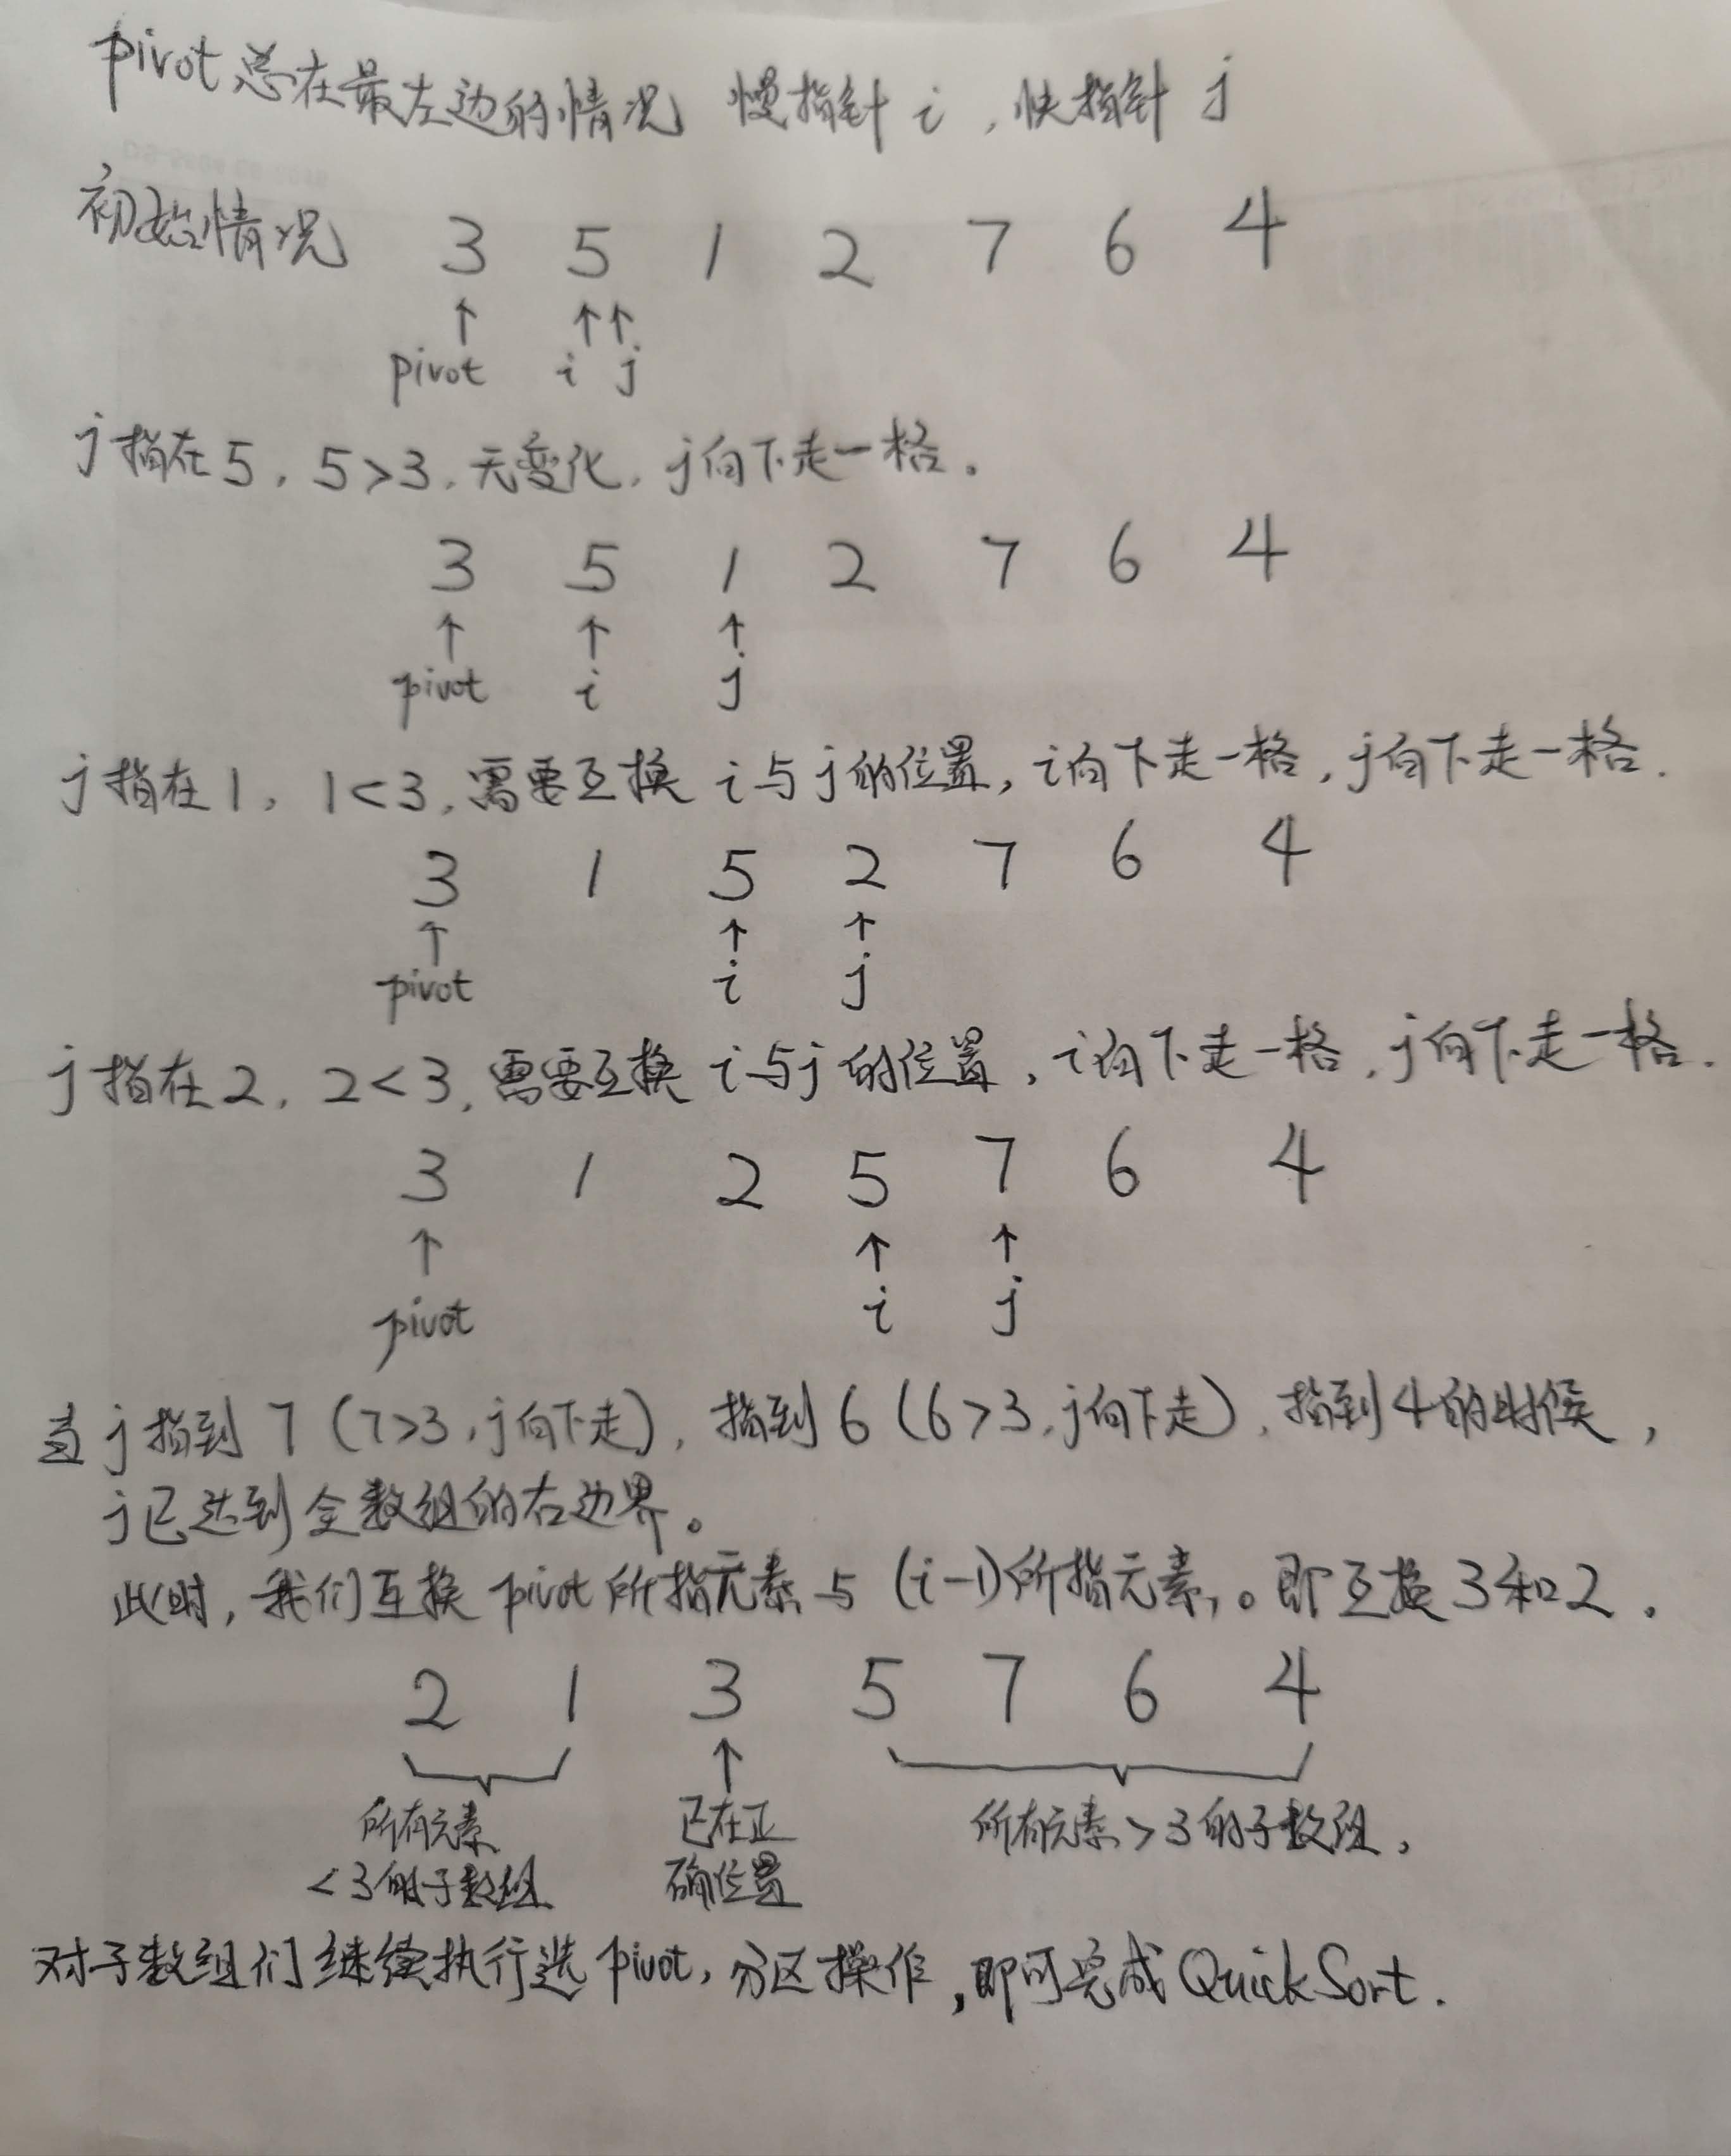 pivot总在最左边的情况 慢指针 i , 快指针 j
初始情况 3 5 1 2 7 6 4
↑ ↑↑
pivot i j
j指在5, 5>3, 无变化, j向下走一格。
3 5 1 2 7 6 4
↑ ↑ ↑
pivot i j
j指在1, 1<3, 需要互换 i与j的位置, i向下走一格, j向下走一格.
3 1 5 2 7 6 4
↑ ↑ ↑
pivot i j
j指在2, 2<3, 需要互换 i与j的位置, i向下走一格, j向下走一格.
3 1 2 5 7 6 4
↑ ↑ ↑
pivot i j
当j指到7(7>3, j向下走), 指到6(6>3, j向下走), 指到4的时候,
j已达到全数组的右边界。
此时, 我们互换 pivot所指元素与(i-1)所指元素。即互换3和2.
2 1 3 5 7 6 4
↑
所有元素 已在正 所有元素>3的子数组,
<3的子数组 确位置
对子数组们继续执行选pivot, 分区操作, 即可完成QuickSort.